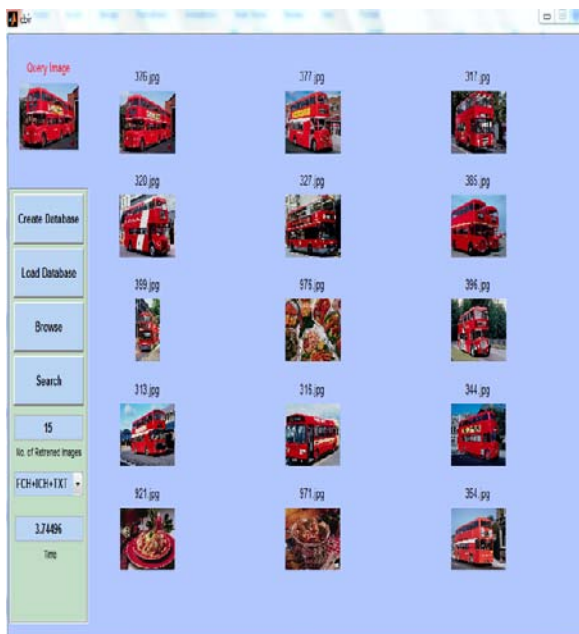 cbir
Query Image
376.jpg 377.jpg 317.jpg
320.jpg 327.jpg 385.jpg
Create Database
Load Database
399.jpg 975.jpg 396.jpg
Browse
Search
313.jpg 316.jpg 344.jpg
15
No. of Retrieved Images
FCH+ICH+TXT
921.jpg 971.jpg 354.jpg
3.74496
Time